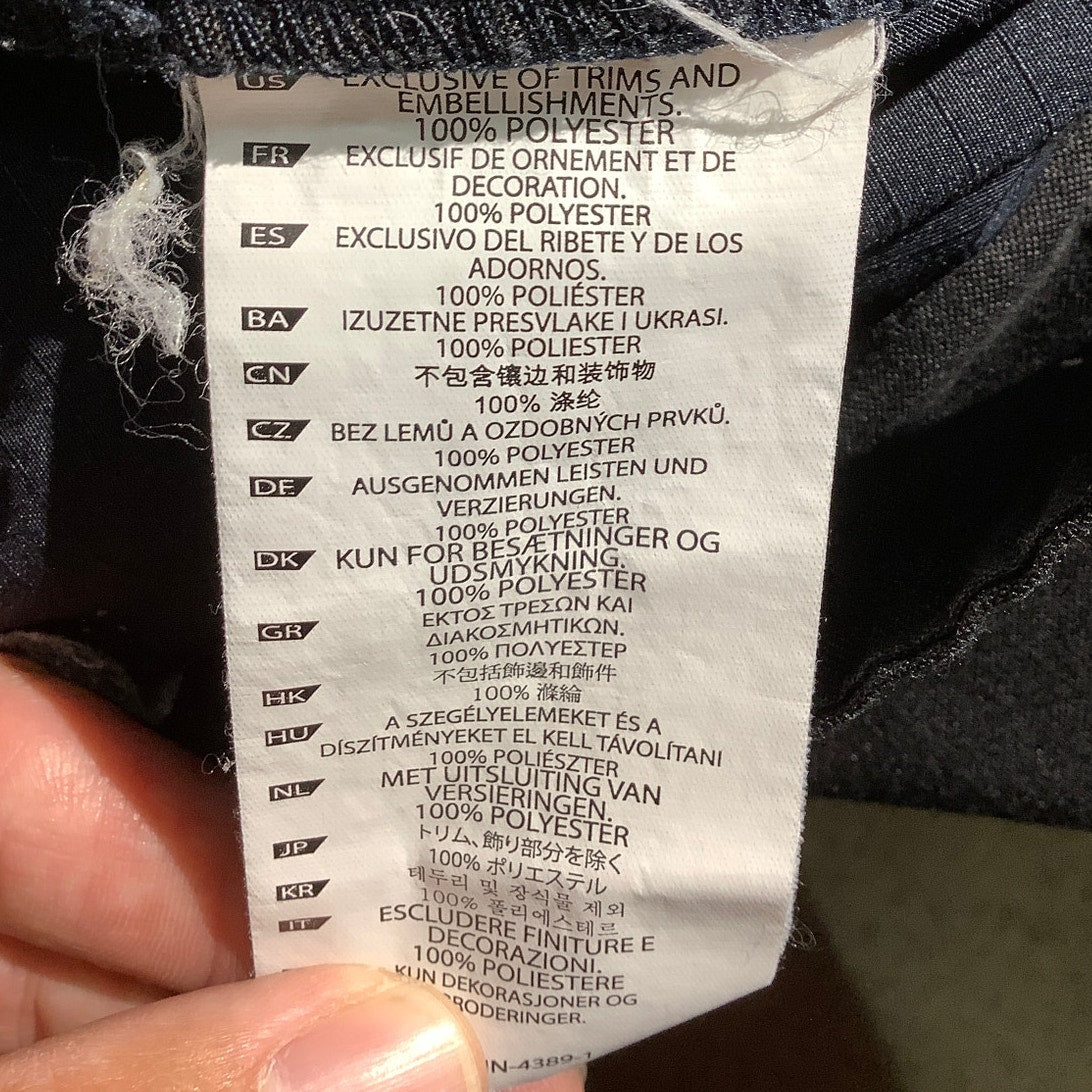 US EXCLUSIVE OF TRIMS AND
EMBELLISHMENTS.
100% POLYESTER
FR EXCLUSIF DE ORNEMENT ET DE
DECORATION.
100% POLYESTER
ES EXCLUSIVO DEL RIBETE Y DE LOS
ADORNOS.
100% POLIÉSTER
BA IZUZETNE PRESVLAKE I UKRASI.
100% POLIESTER
CN 不包含镶边和装饰物
100% 涤纶
CZ BEZ LEMŮ A OZDOBNÝCH PRVKŮ.
100% POLYESTER
DE AUSGENOMMEN LEISTEN UND
VERZIERUNGEN.
100% POLYESTER
DK KUN FOR BESÆTNINGER OG
UDSMYKNING.
100% POLYESTER
GR ΕΚΤΟΣ ΤΡΕΣΩΝ ΚΑΙ
ΔΙΑΚΟΣΜΗΤΙΚΩΝ.
100% ΠΟΛΥΕΣΤΕΡ
不包括飾邊和飾件
HK 100% 滌綸
HU A SZEGÉLYELEMEKET ÉS A
DÍSZÍTMÉNYEKET EL KELL TÁVOLÍTANI
100% POLIÉSZTER
NL MET UITSLUITING VAN
VERSIERINGEN.
100% POLYESTER
JP トリム、飾り部分を除く
100% ポリエステル
KR 테두리 및 장식물 제외
100% 폴리에스테르
IT ESCLUDERE FINITURE E
DECORAZIONI.
100% POLIESTERE
KUN DEKORASJONER OG
N-4389-1